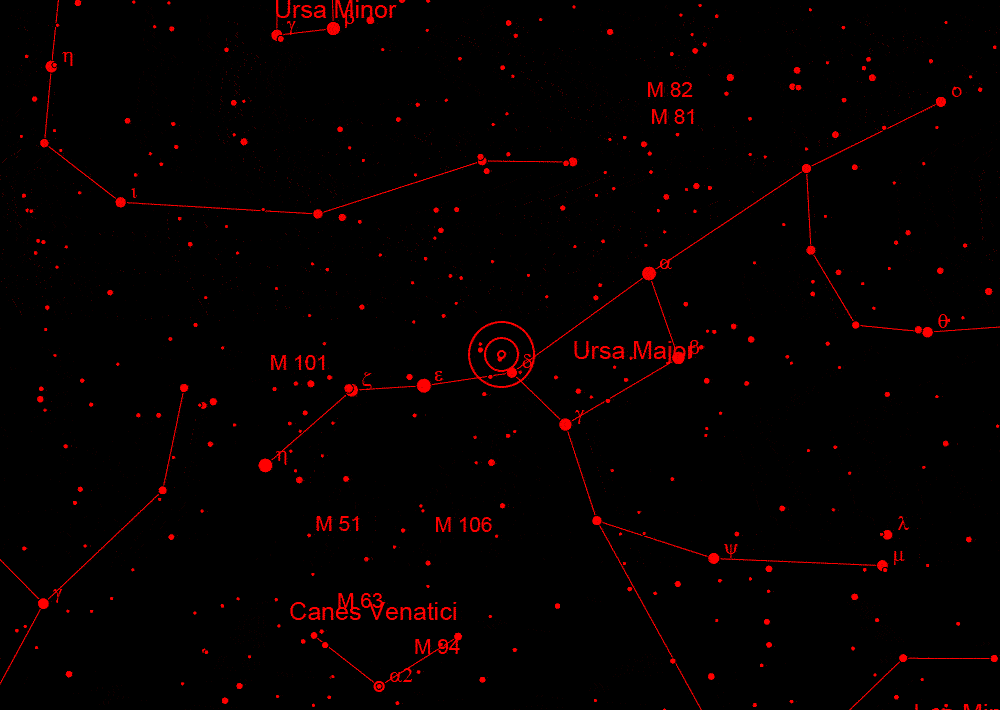 Ursa Minor
γ β
η
M 82
ο
M 81
ι
α
θ
Ursa Major
β
δ
M 101
ζ ε
γ
η
M 51
M 106
λ
ψ
μ
γ
M 63
Canes Venatici
M 94
α2